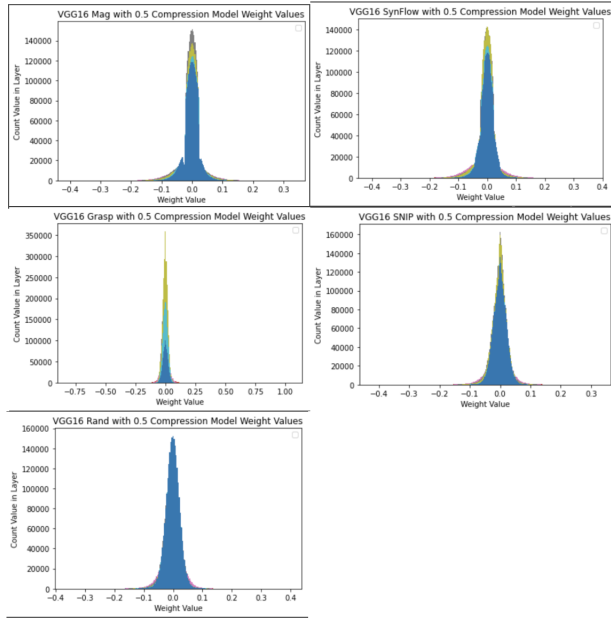 VGG16 Mag with 0.5 Compression Model Weight Values
140000
120000
100000
80000
60000
40000
20000
0
Count Value in Layer
−0.4 −0.3 −0.2 −0.1 0.0 0.1 0.2 0.3
Weight Value
VGG16 SynFlow with 0.5 Compression Model Weight Values
140000
120000
100000
80000
60000
40000
20000
0
Count Value in Layer
−0.4 −0.3 −0.2 −0.1 0.0 0.1 0.2 0.3 0.4
Weight Value
VGG16 Grasp with 0.5 Compression Model Weight Values
350000
300000
250000
200000
150000
100000
50000
0
Count Value in Layer
−0.75 −0.50 −0.25 0.00 0.25 0.50 0.75 1.00
Weight Value
VGG16 SNIP with 0.5 Compression Model Weight Values
160000
140000
120000
100000
80000
60000
40000
20000
0
Count Value in Layer
−0.4 −0.3 −0.2 −0.1 0.0 0.1 0.2 0.3
Weight Value
VGG16 Rand with 0.5 Compression Model Weight Values
160000
140000
120000
100000
80000
60000
40000
20000
0
Count Value in Layer
−0.4 −0.3 −0.2 −0.1 0.0 0.1 0.2 0.3 0.4
Weight Value